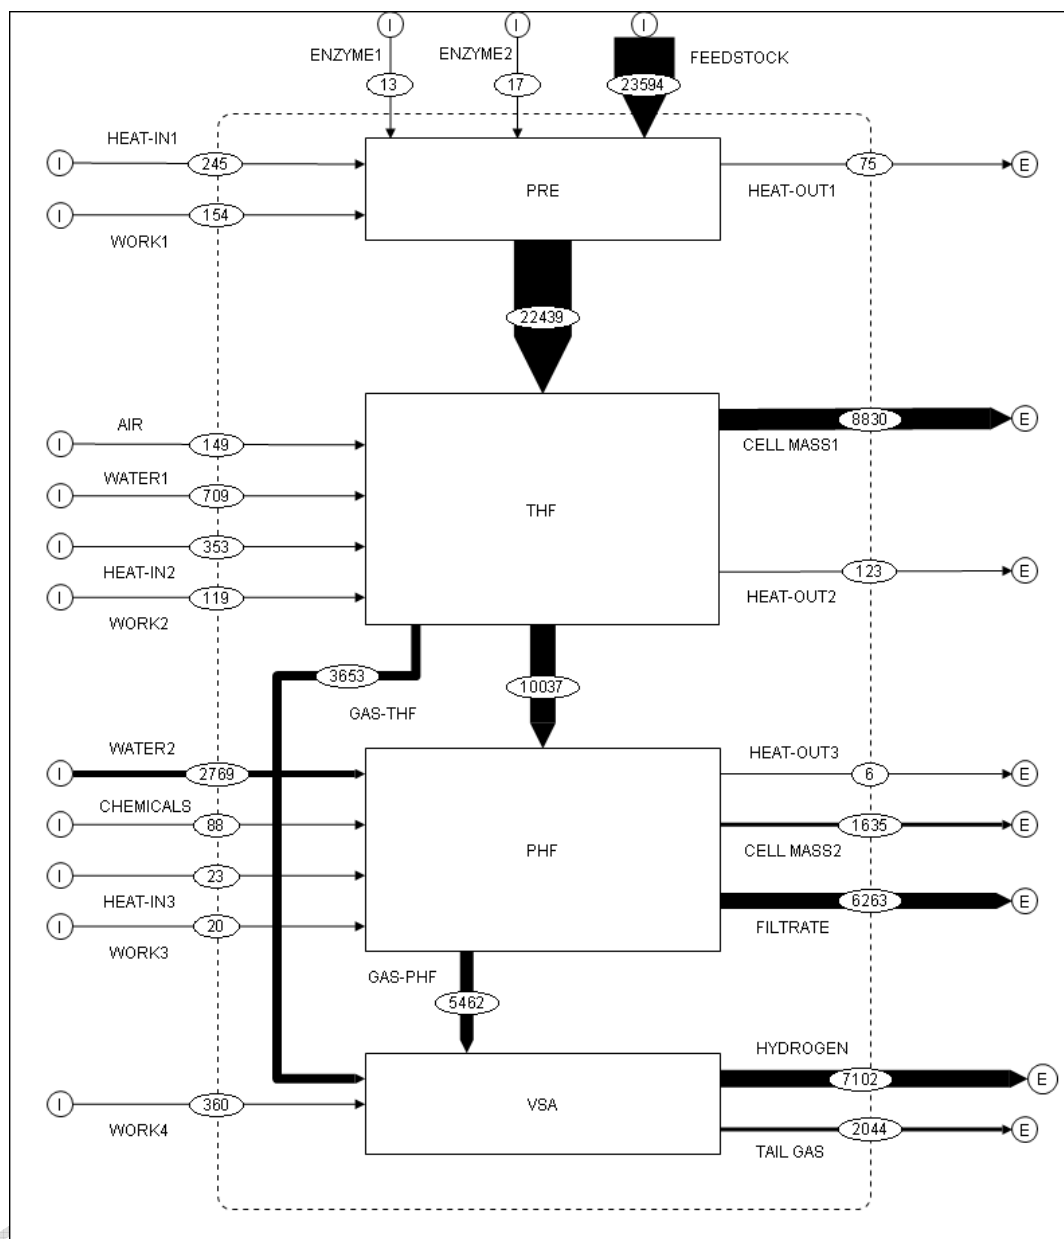 I
I
I
ENZYME1
ENZYME2
FEEDSTOCK
13
17
23594
HEAT-IN1
I
245
75
E
PRE
HEAT-OUT1
I
154
WORK1
22439
AIR
I
149
8830
E
CELL MASS1
WATER1
I
709
THF
I
353
HEAT-IN2
123
E
HEAT-OUT2
I
119
WORK2
3653
10037
GAS-THF
WATER2
I
2769
HEAT-OUT3
6
E
CHEMICALS
I
88
1635
E
CELL MASS2
PHF
I
23
HEAT-IN3
6263
E
FILTRATE
I
20
WORK3
GAS-PHF
5462
HYDROGEN
7102
E
I
360
VSA
WORK4
2044
E
TAIL GAS